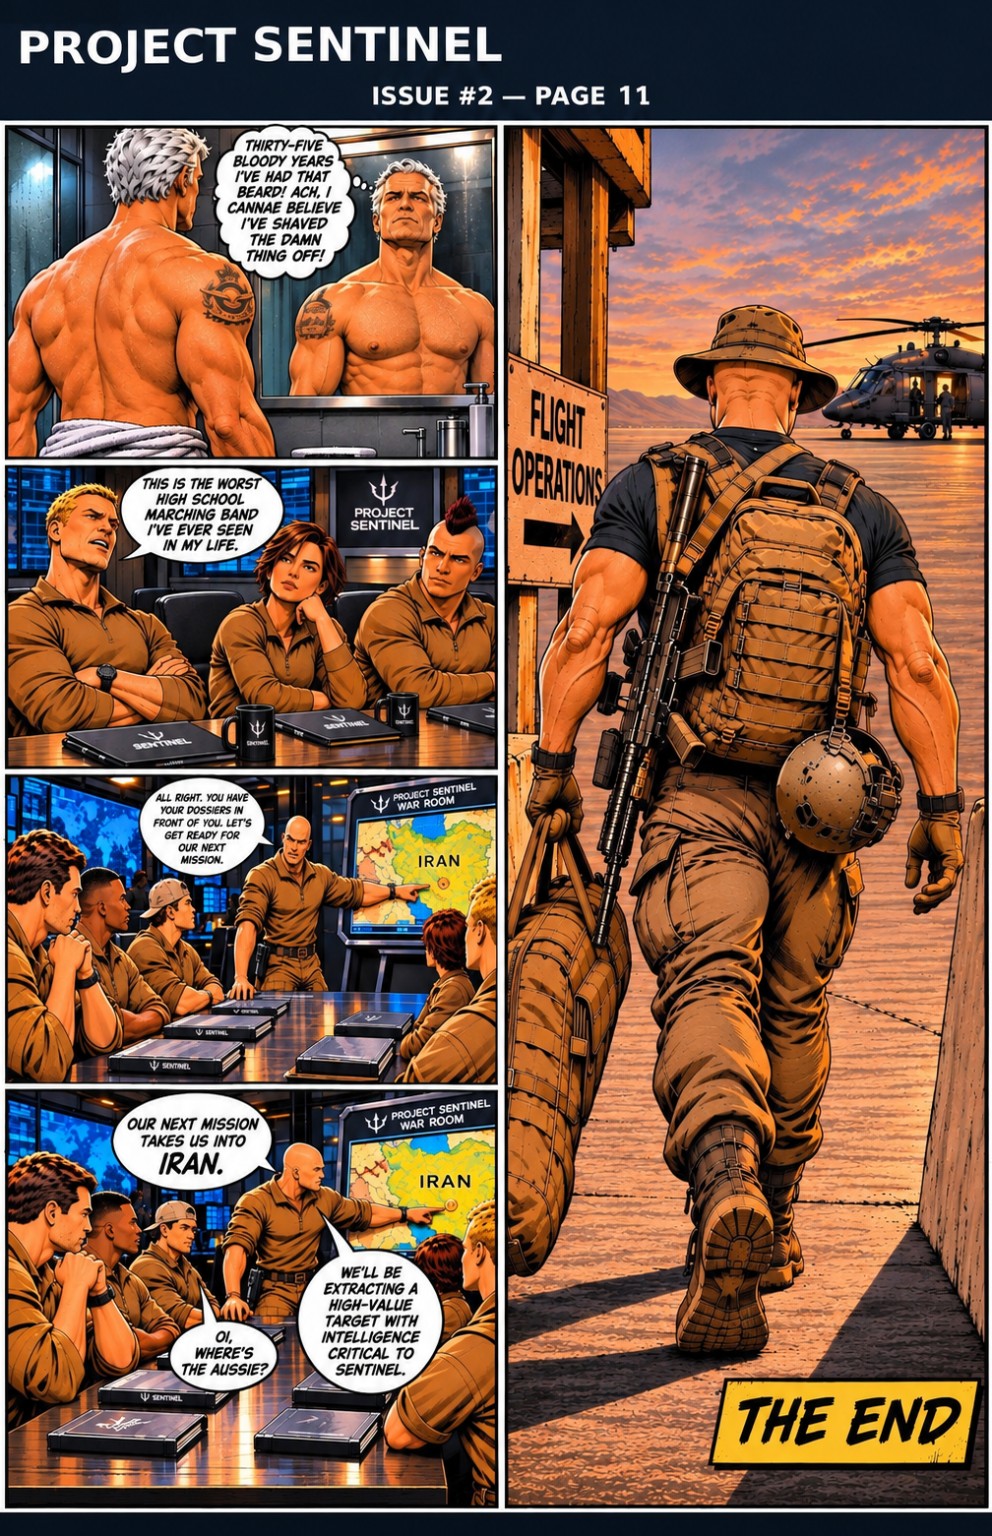 PROJECT SENTINEL
ISSUE #2 — PAGE 11
THIRTY-FIVE
BLOODY YEARS
I'VE HAD THAT
BEARD! ACH, I
CANNAE BELIEVE
I'VE SHAVED
THE DAMN
THING OFF!
THIS IS THE WORST
HIGH SCHOOL
MARCHING BAND
I'VE EVER SEEN
IN MY LIFE.
PROJECT
SENTINEL
SENTINEL
SENTINEL
SENTINEL
ALL RIGHT. YOU HAVE
YOUR DOSSIERS IN
FRONT OF YOU. LET'S
GET READY FOR
OUR NEXT
MISSION.
PROJECT SENTINEL
WAR ROOM
IRAN
SENTINEL
SENTINEL
SENTINEL
SENTINEL
OUR NEXT MISSION
TAKES US INTO
IRAN.
PROJECT SENTINEL
WAR ROOM
IRAN
WE'LL BE
EXTRACTING A
HIGH-VALUE
TARGET WITH
INTELLIGENCE
CRITICAL TO
SENTINEL.
OI,
WHERE'S
THE AUSSIE?
SENTINEL
FLIGHT
OPERATIONS
THE END